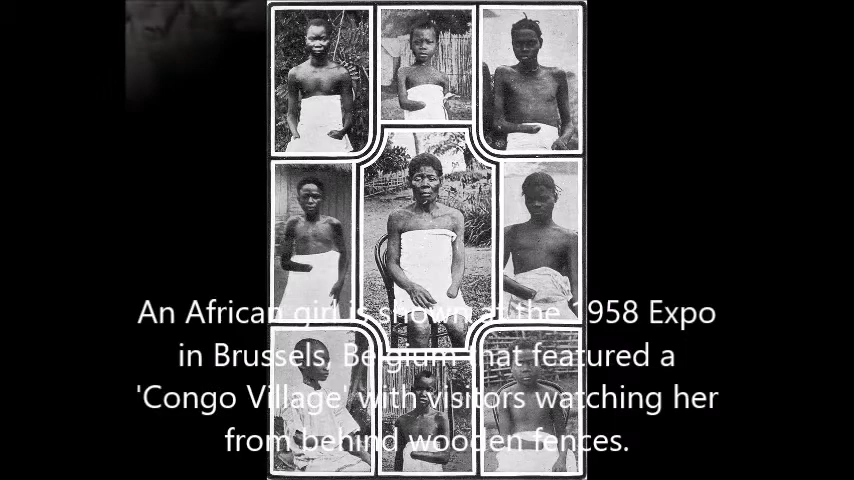 An African girl is shown at the 1958 Expo
in Brussels, Belgium that featured a
'Congo Village' with visitors watching her
from behind wooden fences.